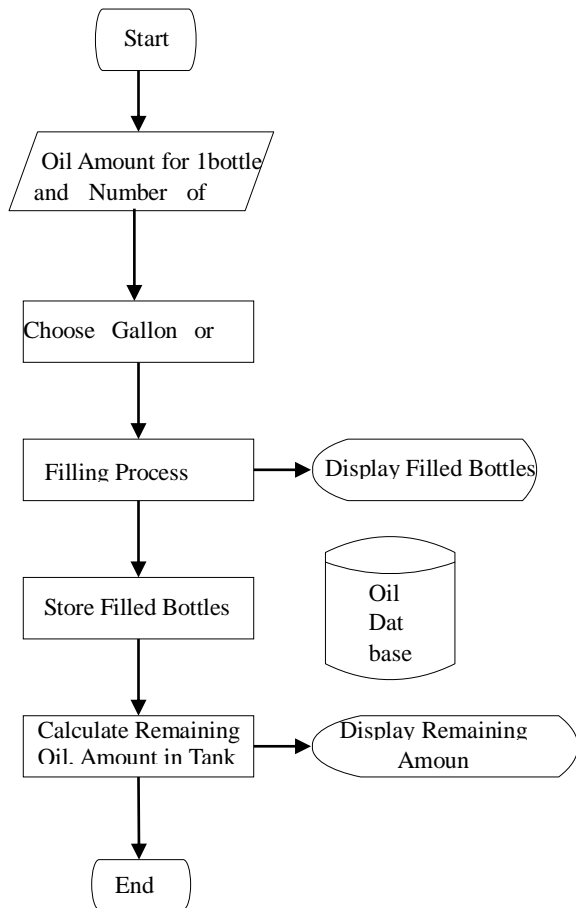 Start
Oil Amount for 1bottle
and Number of
Choose Gallon or
Filling Process
Display Filled Bottles
Store Filled Bottles
Oil
Dat
base
Calculate Remaining
Oil. Amount in Tank
Display Remaining
Amoun
End